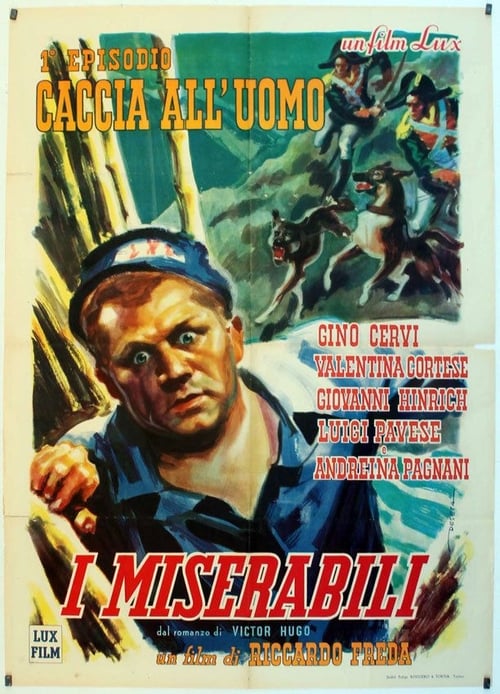 un film Lux
1° EPISODIO
CACCIA ALL'UOMO
GINO CERVI
VALENTINA CORTESE
GIOVANNI HINRICH
LUIGI PAVESE
e
ANDREINA PAGNANI
I MISERABILI
dal romanzo di VICTOR HUGO
un film di RICCARDO FREDA
LUX
FILM